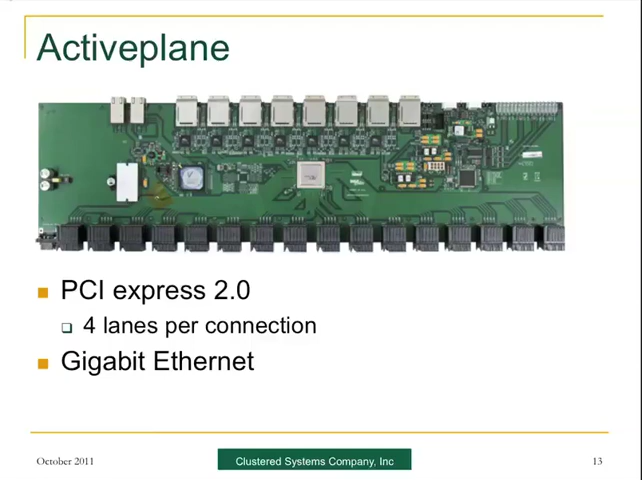 Activeplane
PCI express 2.0
4 lanes per connection
Gigabit Ethernet
October 2011
Clustered Systems Company, Inc
13